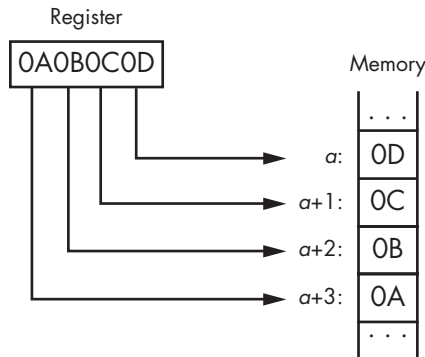 Register
0A0B0C0D
Memory
. . .
a: 0D
a+1: 0C
a+2: 0B
a+3: 0A
. . .